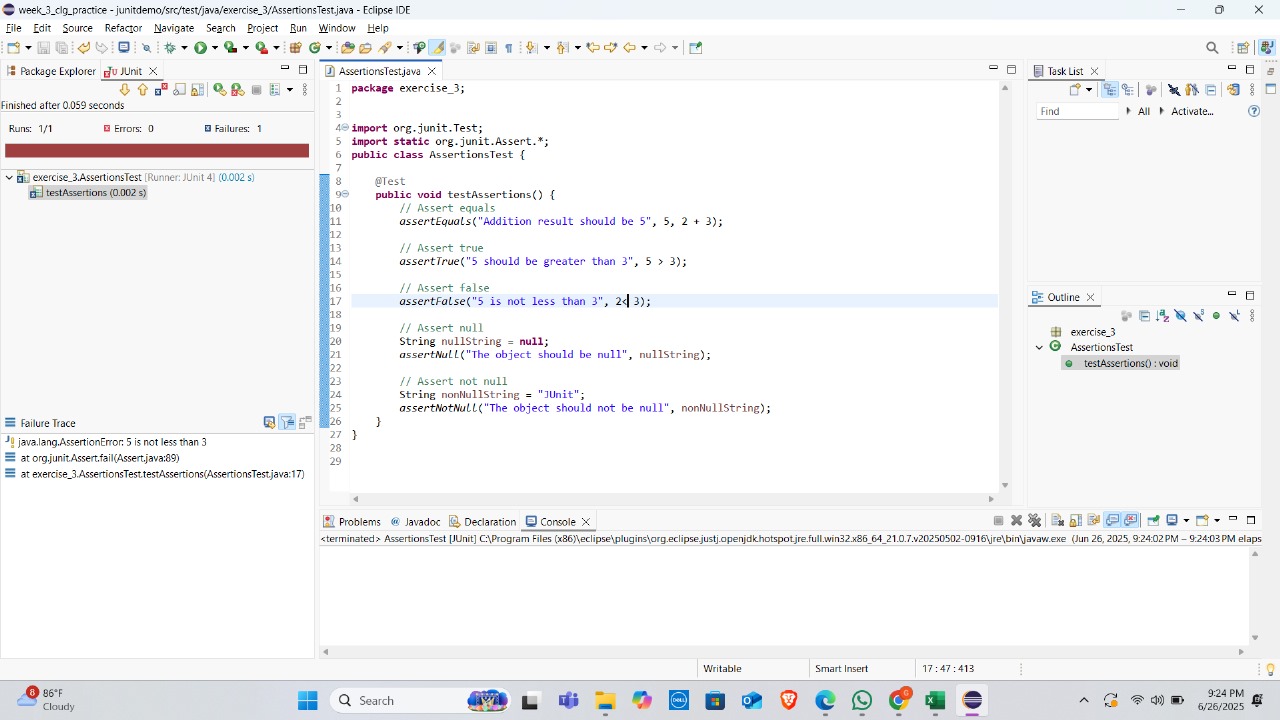 week_3_clg_practice - junitdemo/src/test/java/exercise_3/AssertionsTest.java - Eclipse IDE
File Edit Source Refactor Navigate Search Project Run Window Help
Package Explorer JUnit
Finished after 0.059 seconds
Runs: 1/1 Errors: 0 Failures: 1
exercise_3.AssertionsTest [Runner: JUnit 4] (0.002 s)
testAssertions (0.002 s)
Failure Trace
java.lang.AssertionError: 5 is not less than 3
at org.junit.Assert.fail(Assert.java:89)
at exercise_3.AssertionsTest.testAssertions(AssertionsTest.java:17)
AssertionsTest.java
1 package exercise_3;
2
3
4 import org.junit.Test;
5 import static org.junit.Assert.*;
6 public class AssertionsTest {
7
8 @Test
9 public void testAssertions() {
10 // Assert equals
11 assertEquals("Addition result should be 5", 5, 2 + 3);
12
13 // Assert true
14 assertTrue("5 should be greater than 3", 5 > 3);
15
16 // Assert false
17 assertFalse("5 is not less than 3", 2< 3);
18
19 // Assert null
20 String nullString = null;
21 assertNull("The object should be null", nullString);
22
23 // Assert not null
24 String nonNullString = "JUnit";
25 assertNotNull("The object should not be null", nonNullString);
26 }
27 }
28
29
Task List
Find All Activate...
Outline
exercise_3
AssertionsTest
testAssertions() : void
Problems Javadoc Declaration Console
<terminated> AssertionsTest [JUnit] C:\Program Files (x86)\eclipse\plugins\org.eclipse.justj.openjdk.hotspot.jre.full.win32.x86_64_21.0.7.v20250502-0916\jre\bin\javaw.exe (Jun 26, 2025, 9:24:02 PM – 9:24:03 PM elaps
Writable Smart Insert 17 : 47 : 413
8
86°F
Cloudy
Search
DELL
G
9:24 PM
6/26/2025